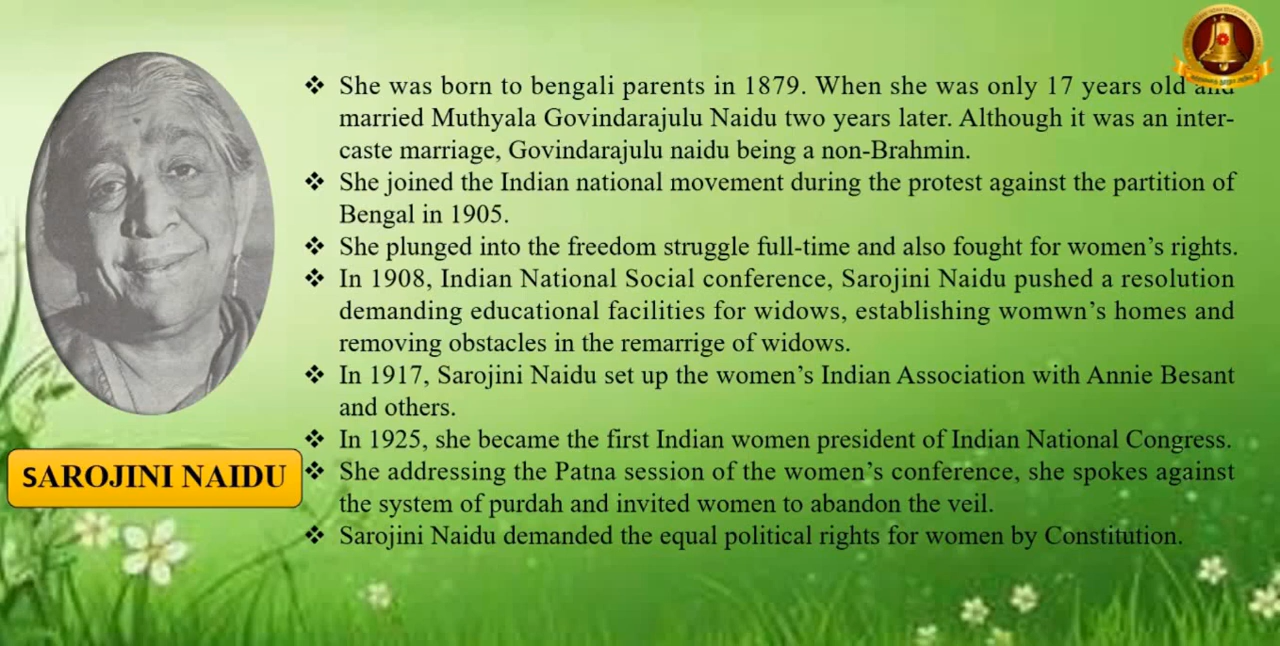 ❖ She was born to bengali parents in 1879. When she was only 17 years old and
married Muthyala Govindarajulu Naidu two years later. Although it was an inter-
caste marriage, Govindarajulu naidu being a non-Brahmin.
❖ She joined the Indian national movement during the protest against the partition of
Bengal in 1905.
❖ She plunged into the freedom struggle full-time and also fought for women’s rights.
❖ In 1908, Indian National Social conference, Sarojini Naidu pushed a resolution
demanding educational facilities for widows, establishing womwn’s homes and
removing obstacles in the remarrige of widows.
❖ In 1917, Sarojini Naidu set up the women’s Indian Association with Annie Besant
and others.
❖ In 1925, she became the first Indian women president of Indian National Congress.
❖ She addressing the Patna session of the women’s conference, she spokes against
the system of purdah and invited women to abandon the veil.
❖ Sarojini Naidu demanded the equal political rights for women by Constitution.
SAROJINI NAIDU